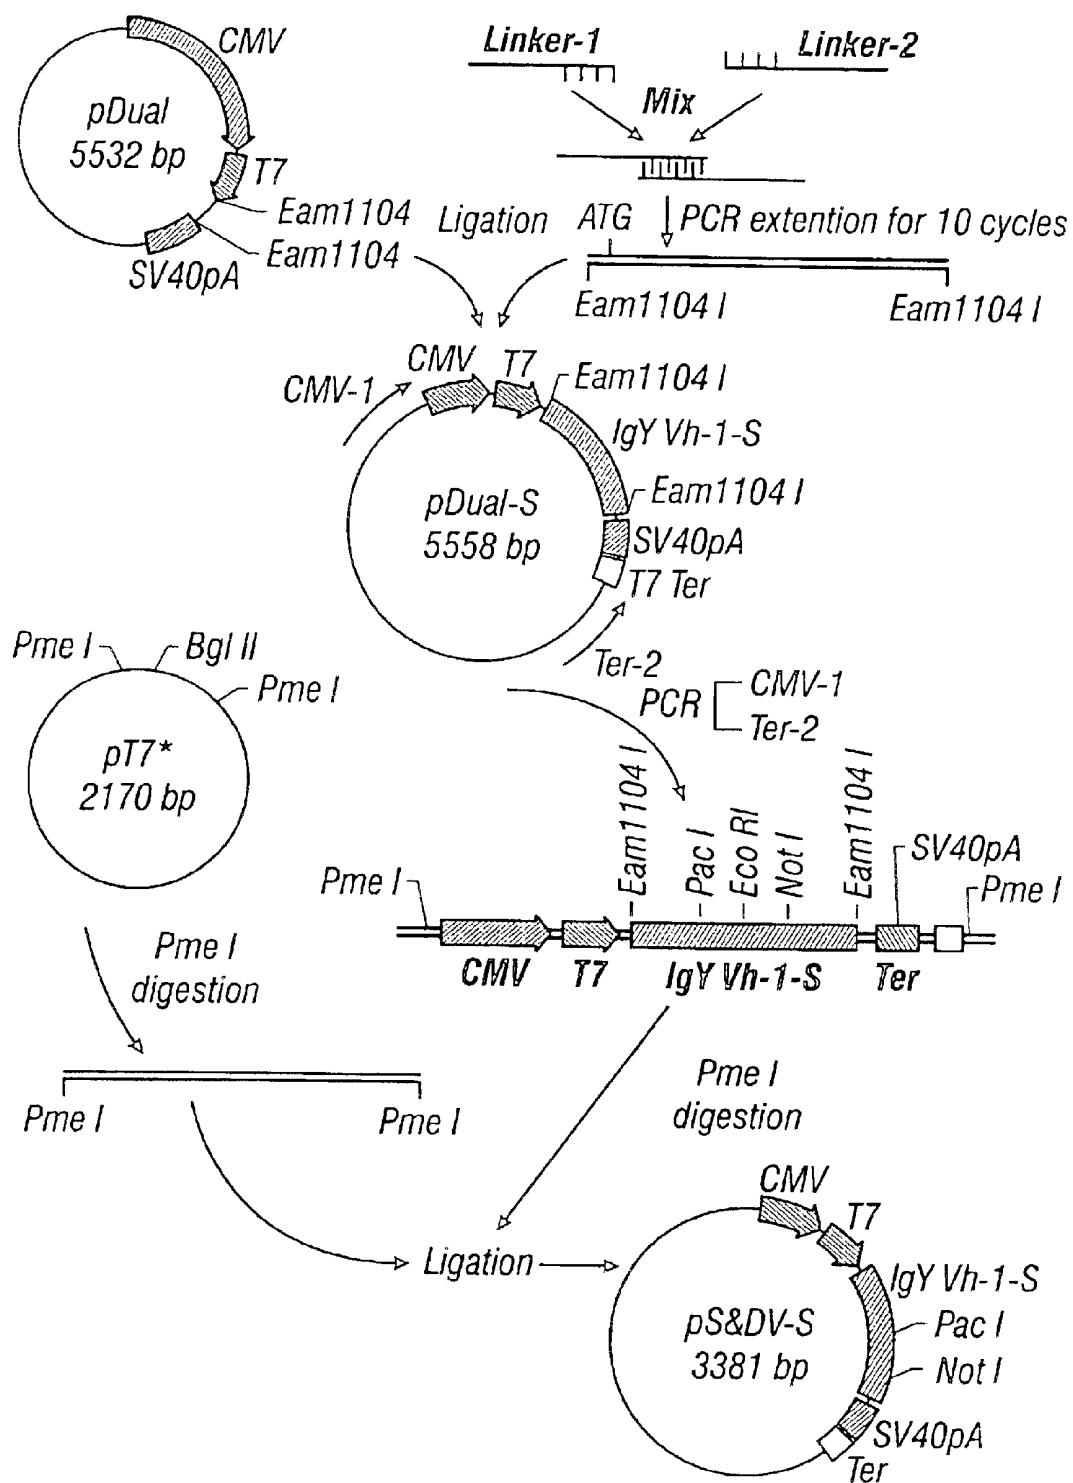 CMV
pDual
5532 bp
T7
Eam1104
Eam1104
SV40pA
Linker-1
Linker-2
Mix
Ligation
ATG
PCR extention for 10 cycles
Eam1104 I
Eam1104 I
CMV-1
CMV
T7
Eam1104 I
IgY Vh-1-S
Eam1104 I
SV40pA
T7 Ter
pDual-S
5558 bp
Ter-2
PCR
CMV-1
Ter-2
Pme I
Bgl II
Pme I
pT7*
2170 bp
Pme I
digestion
Pme I
Pme I
Pme I
Eam1104 I
Pac I
Eco RI
Not I
Eam1104 I
SV40pA
Pme I
CMV
T7
IgY Vh-1-S
Ter
Pme I
digestion
Ligation
CMV
T7
IgY Vh-1-S
Pac I
Not I
SV40pA
Ter
pS&DV-S
3381 bp